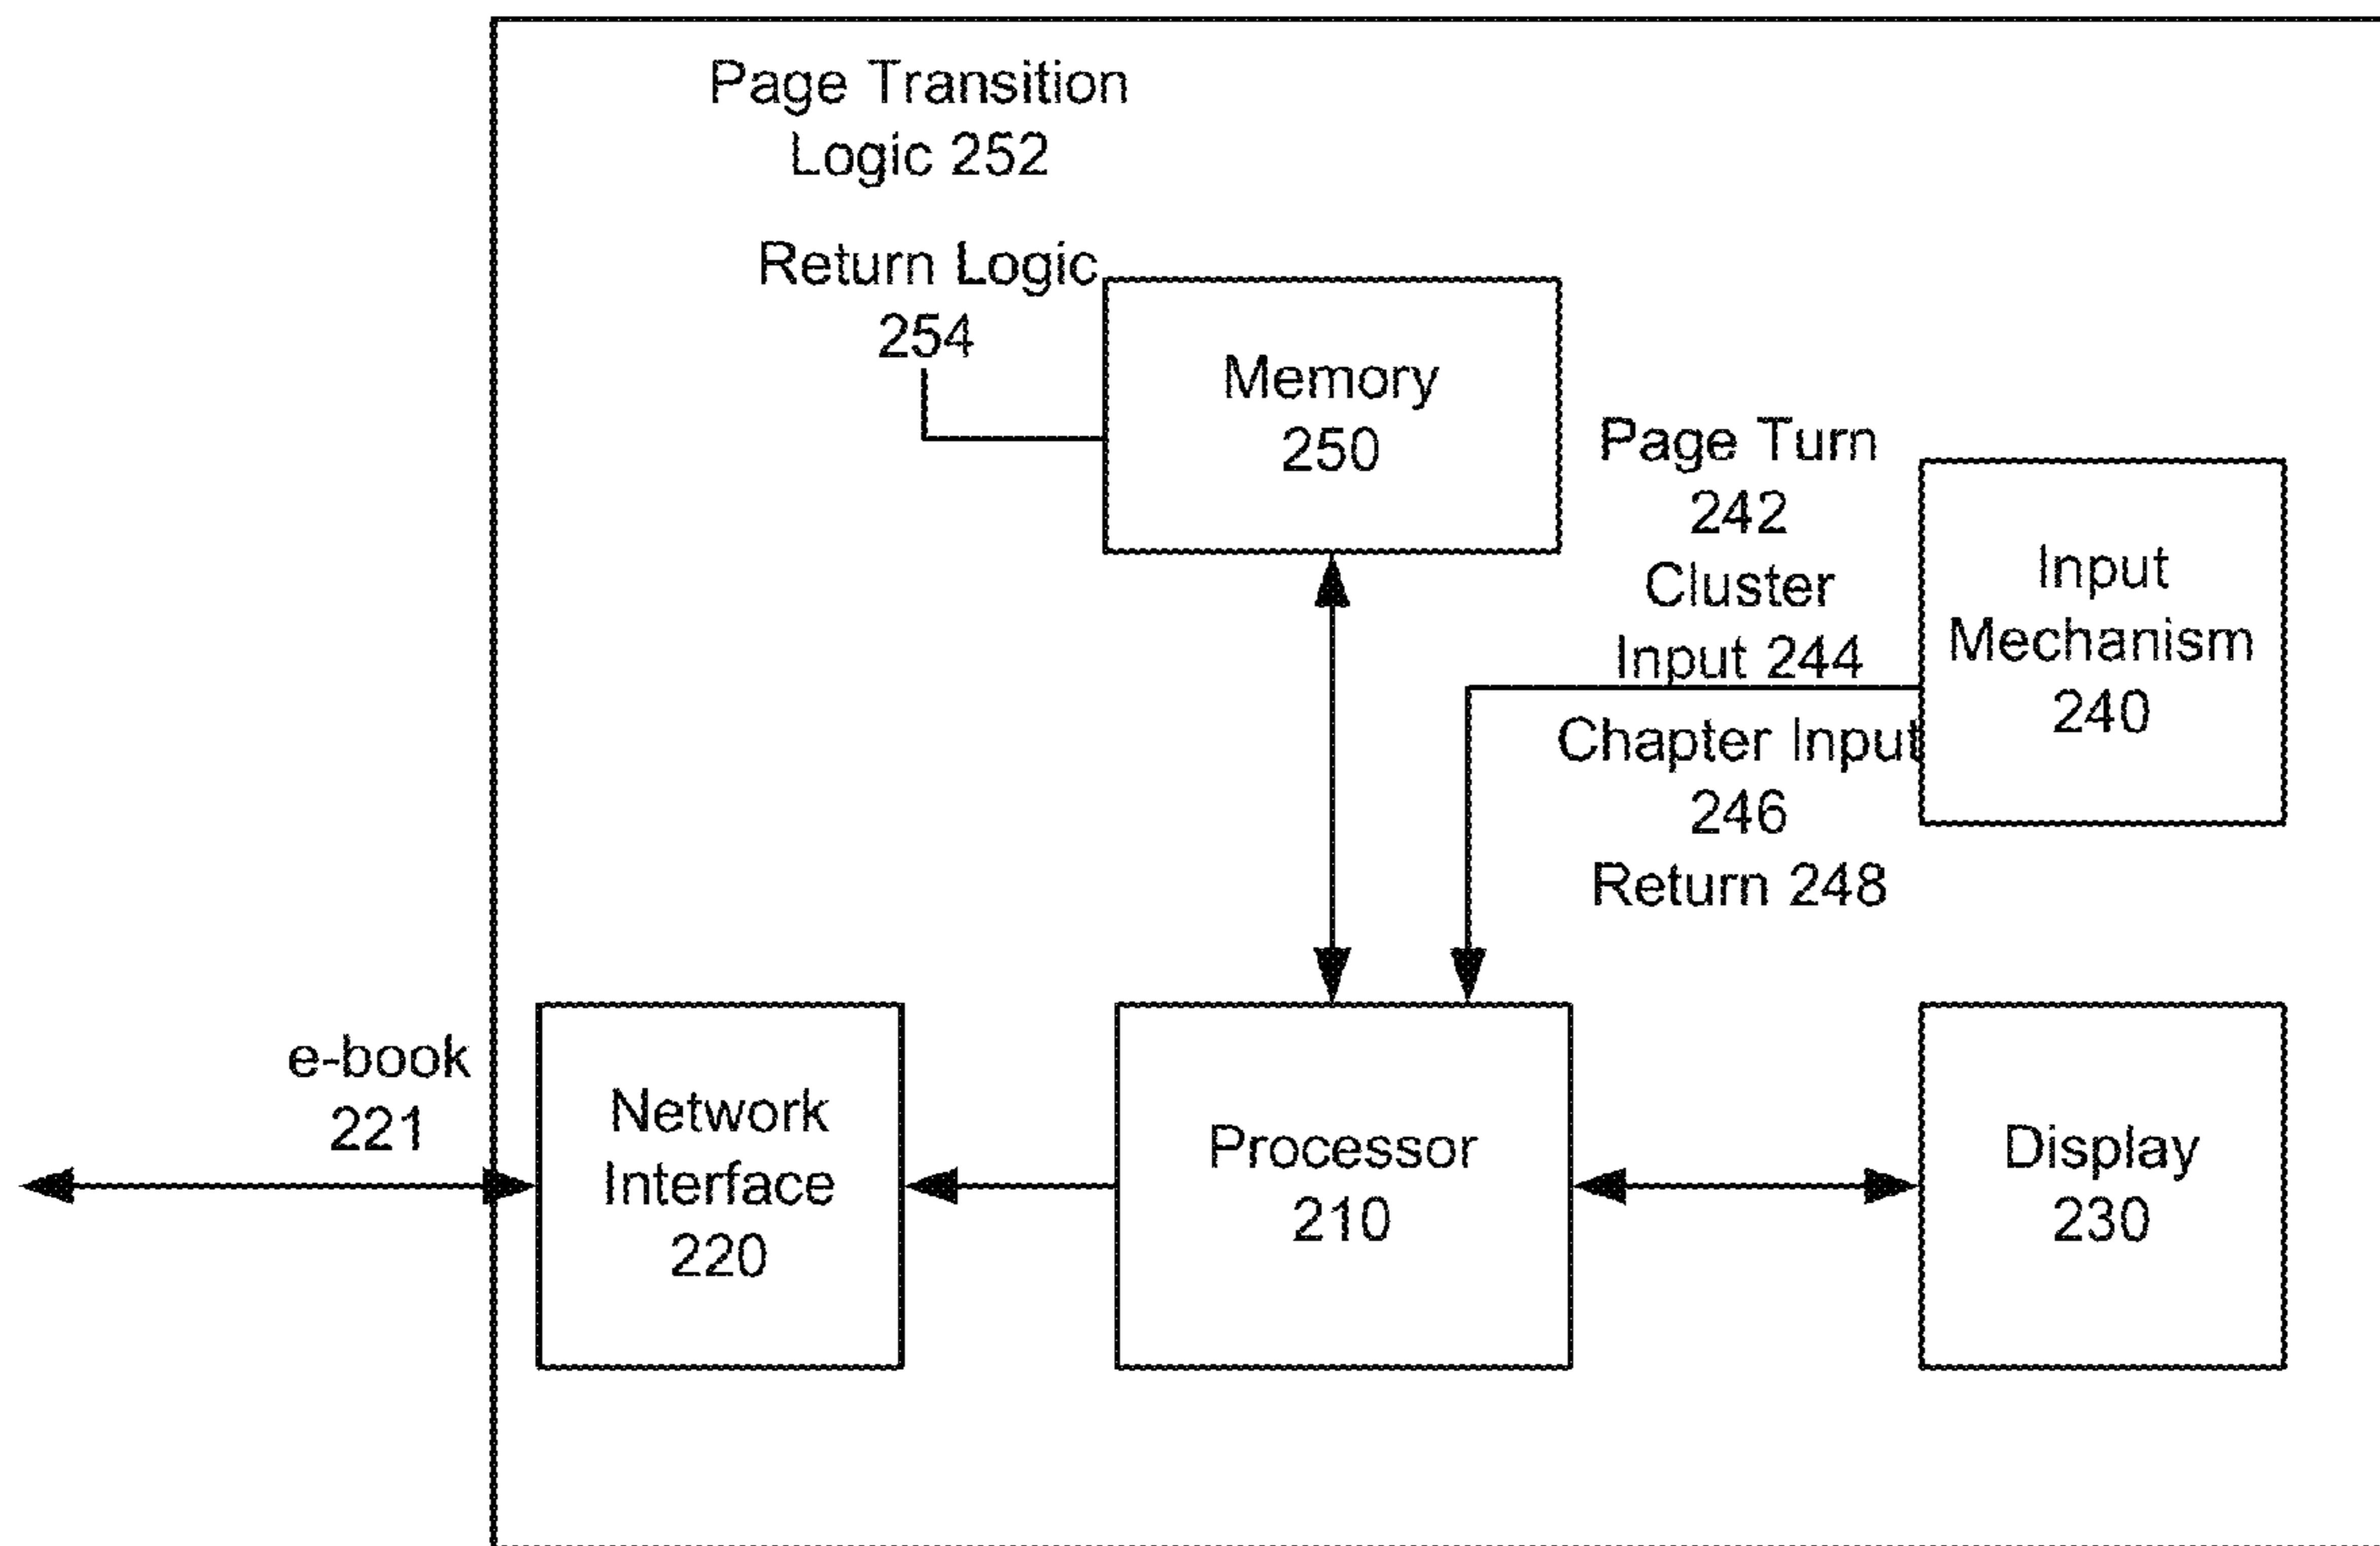 Page Transition
Logic 252
Return Logic
254
Memory
250
Page Turn
242
Cluster
Input 244
Chapter Input
246
Return 248
Input
Mechanism
240
e-book
221
Network
Interface
220
Processor
210
Display
230